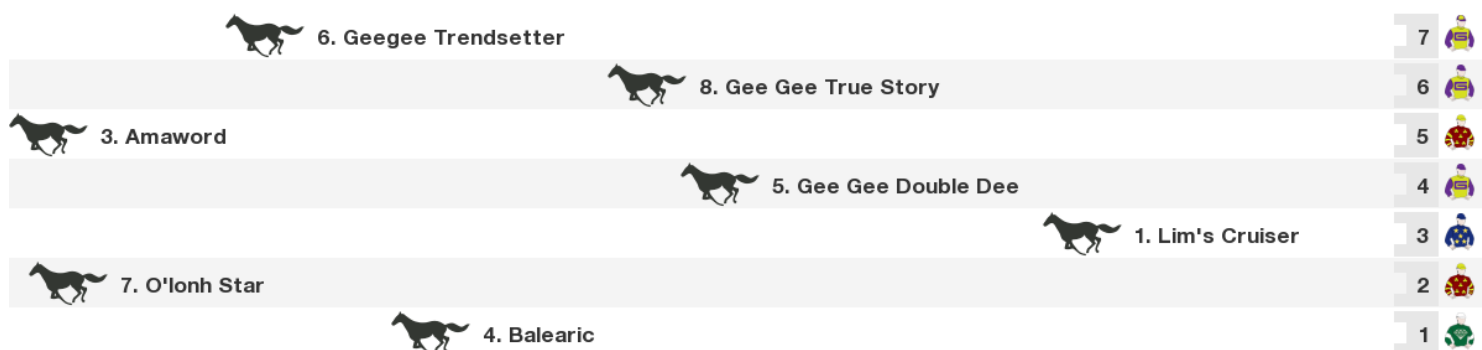 6. Geegee Trendsetter 7
8. Gee Gee True Story 6
3. Amaword 5
5. Gee Gee Double Dee 4
1. Lim's Cruiser 3
7. O'lonh Star 2
4. Balearic 1